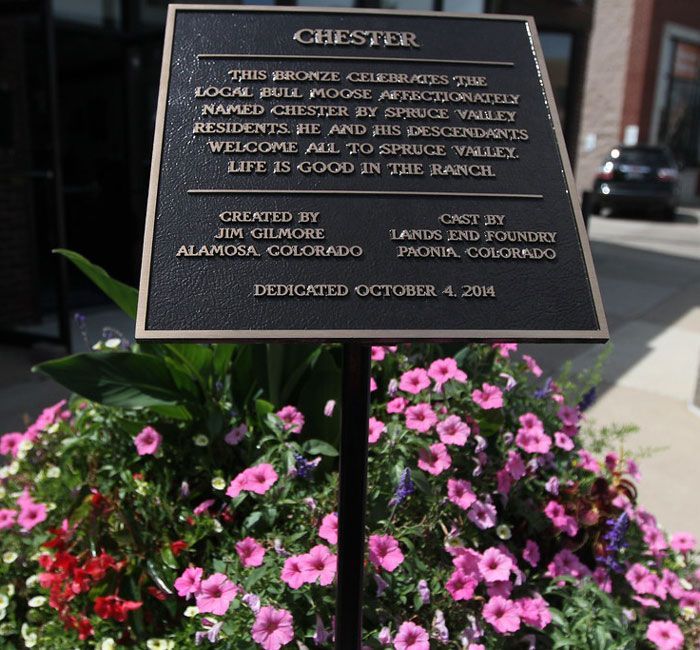 CHESTER
THIS BRONZE CELEBRATES THE
LOCAL BULL MOOSE AFFECTIONATELY
NAMED CHESTER BY SPRUCE VALLEY
RESIDENTS. HE AND HIS DESCENDANTS
WELCOME ALL TO SPRUCE VALLEY.
LIFE IS GOOD IN THE RANCH.
CREATED BY
JIM GILMORE
ALAMOSA, COLORADO
CAST BY
LANDS END FOUNDRY
PAONIA, COLORADO
DEDICATED OCTOBER 4, 2014